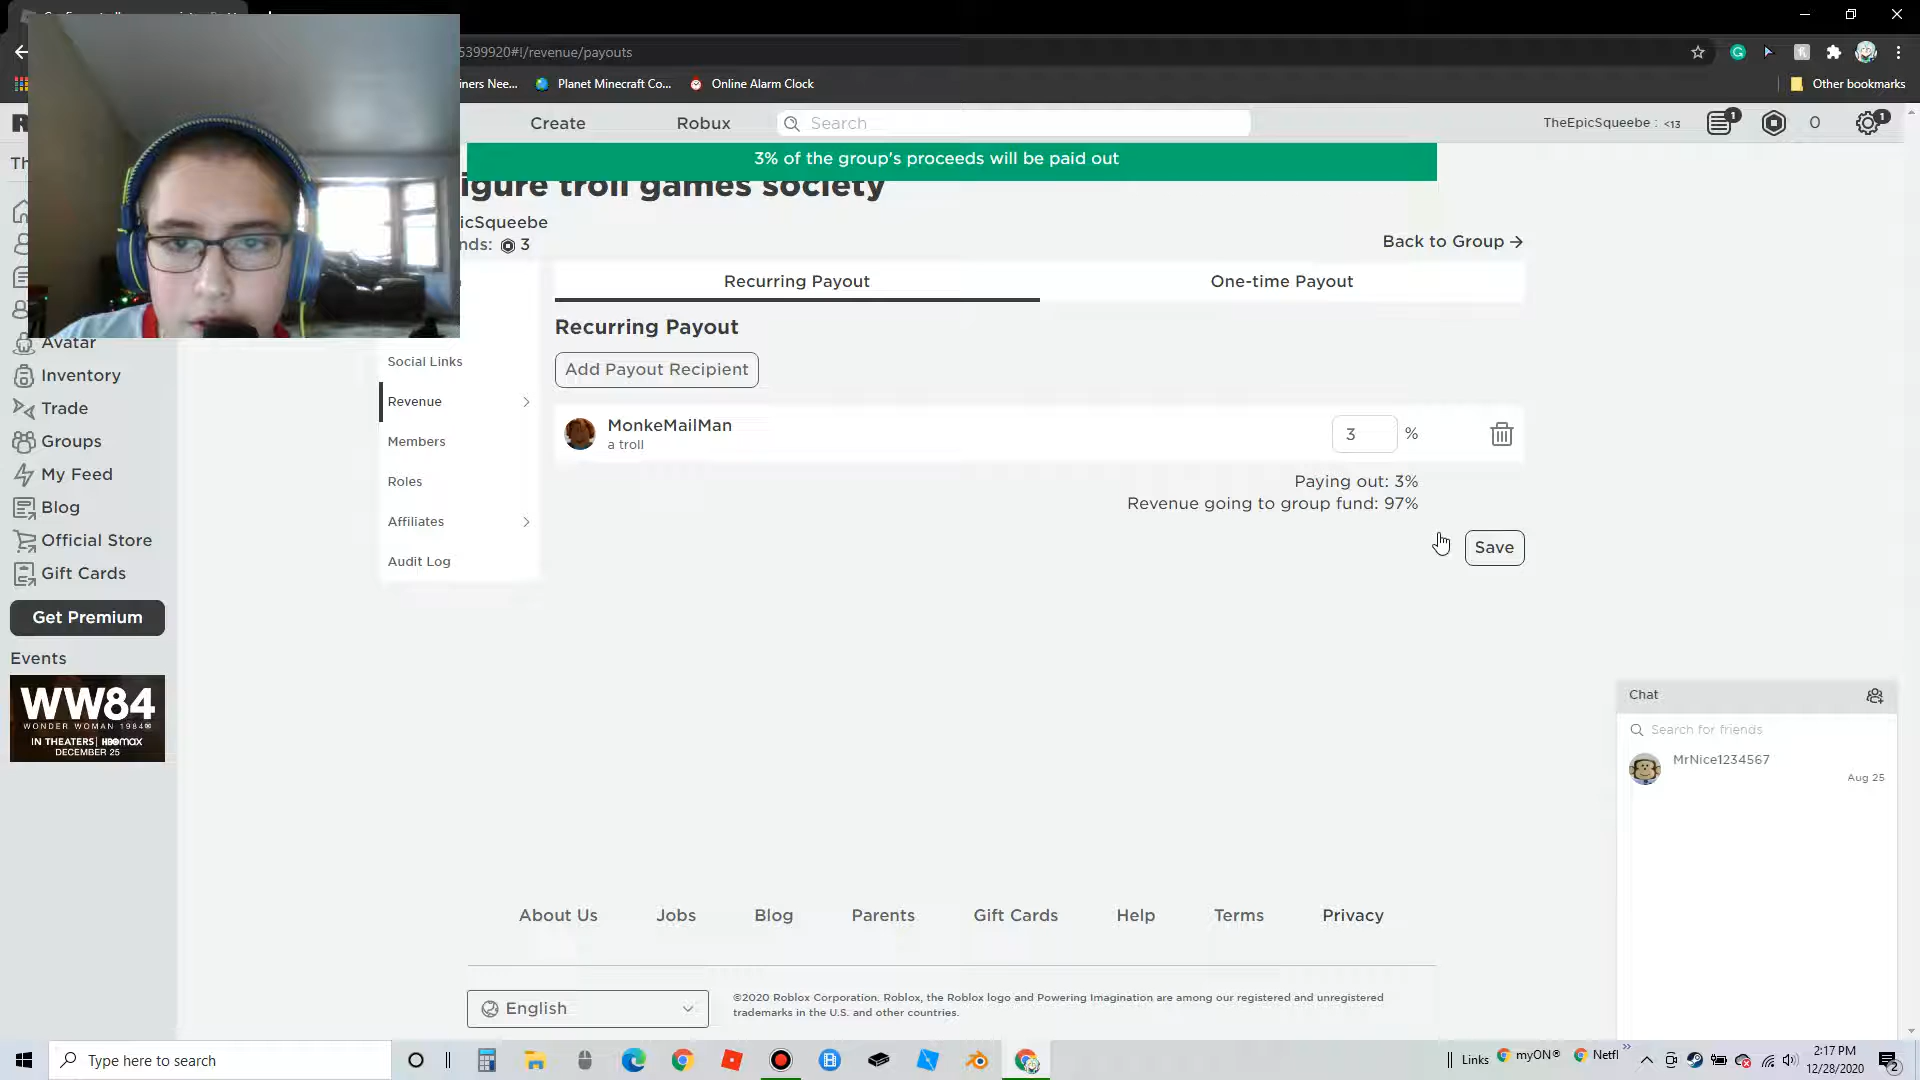 5399920#!/revenue/payouts
iners Nee...
Planet Minecraft Co...
Online Alarm Clock
Other bookmarks
R
Create
Robux
Search
TheEpicSqueebe : <13
1
0
1
3% of the group's proceeds will be paid out
Th
igure troll games society
icSqueebe
nds: 3
Back to Group
Recurring Payout
One-time Payout
Recurring Payout
Add Payout Recipient
MonkeMailMan
a troll
3 %
Paying out: 3%
Revenue going to group fund: 97%
Save
Social Links
Revenue
Members
Roles
Affiliates
Audit Log
Avatar
Inventory
Trade
Groups
My Feed
Blog
Official Store
Gift Cards
Get Premium
Events
WW84
WONDER WOMAN 1984
IN THEATERS| HBOmax
DECEMBER 25
Chat
Search for friends
MrNice1234567
Aug 25
About Us
Jobs
Blog
Parents
Gift Cards
Help
Terms
Privacy
English
©2020 Roblox Corporation. Roblox, the Roblox logo and Powering Imagination are among our registered and unregistered
trademarks in the U.S. and other countries.
Type here to search
Links
myON®
Netfl
2:17 PM
12/28/2020
2